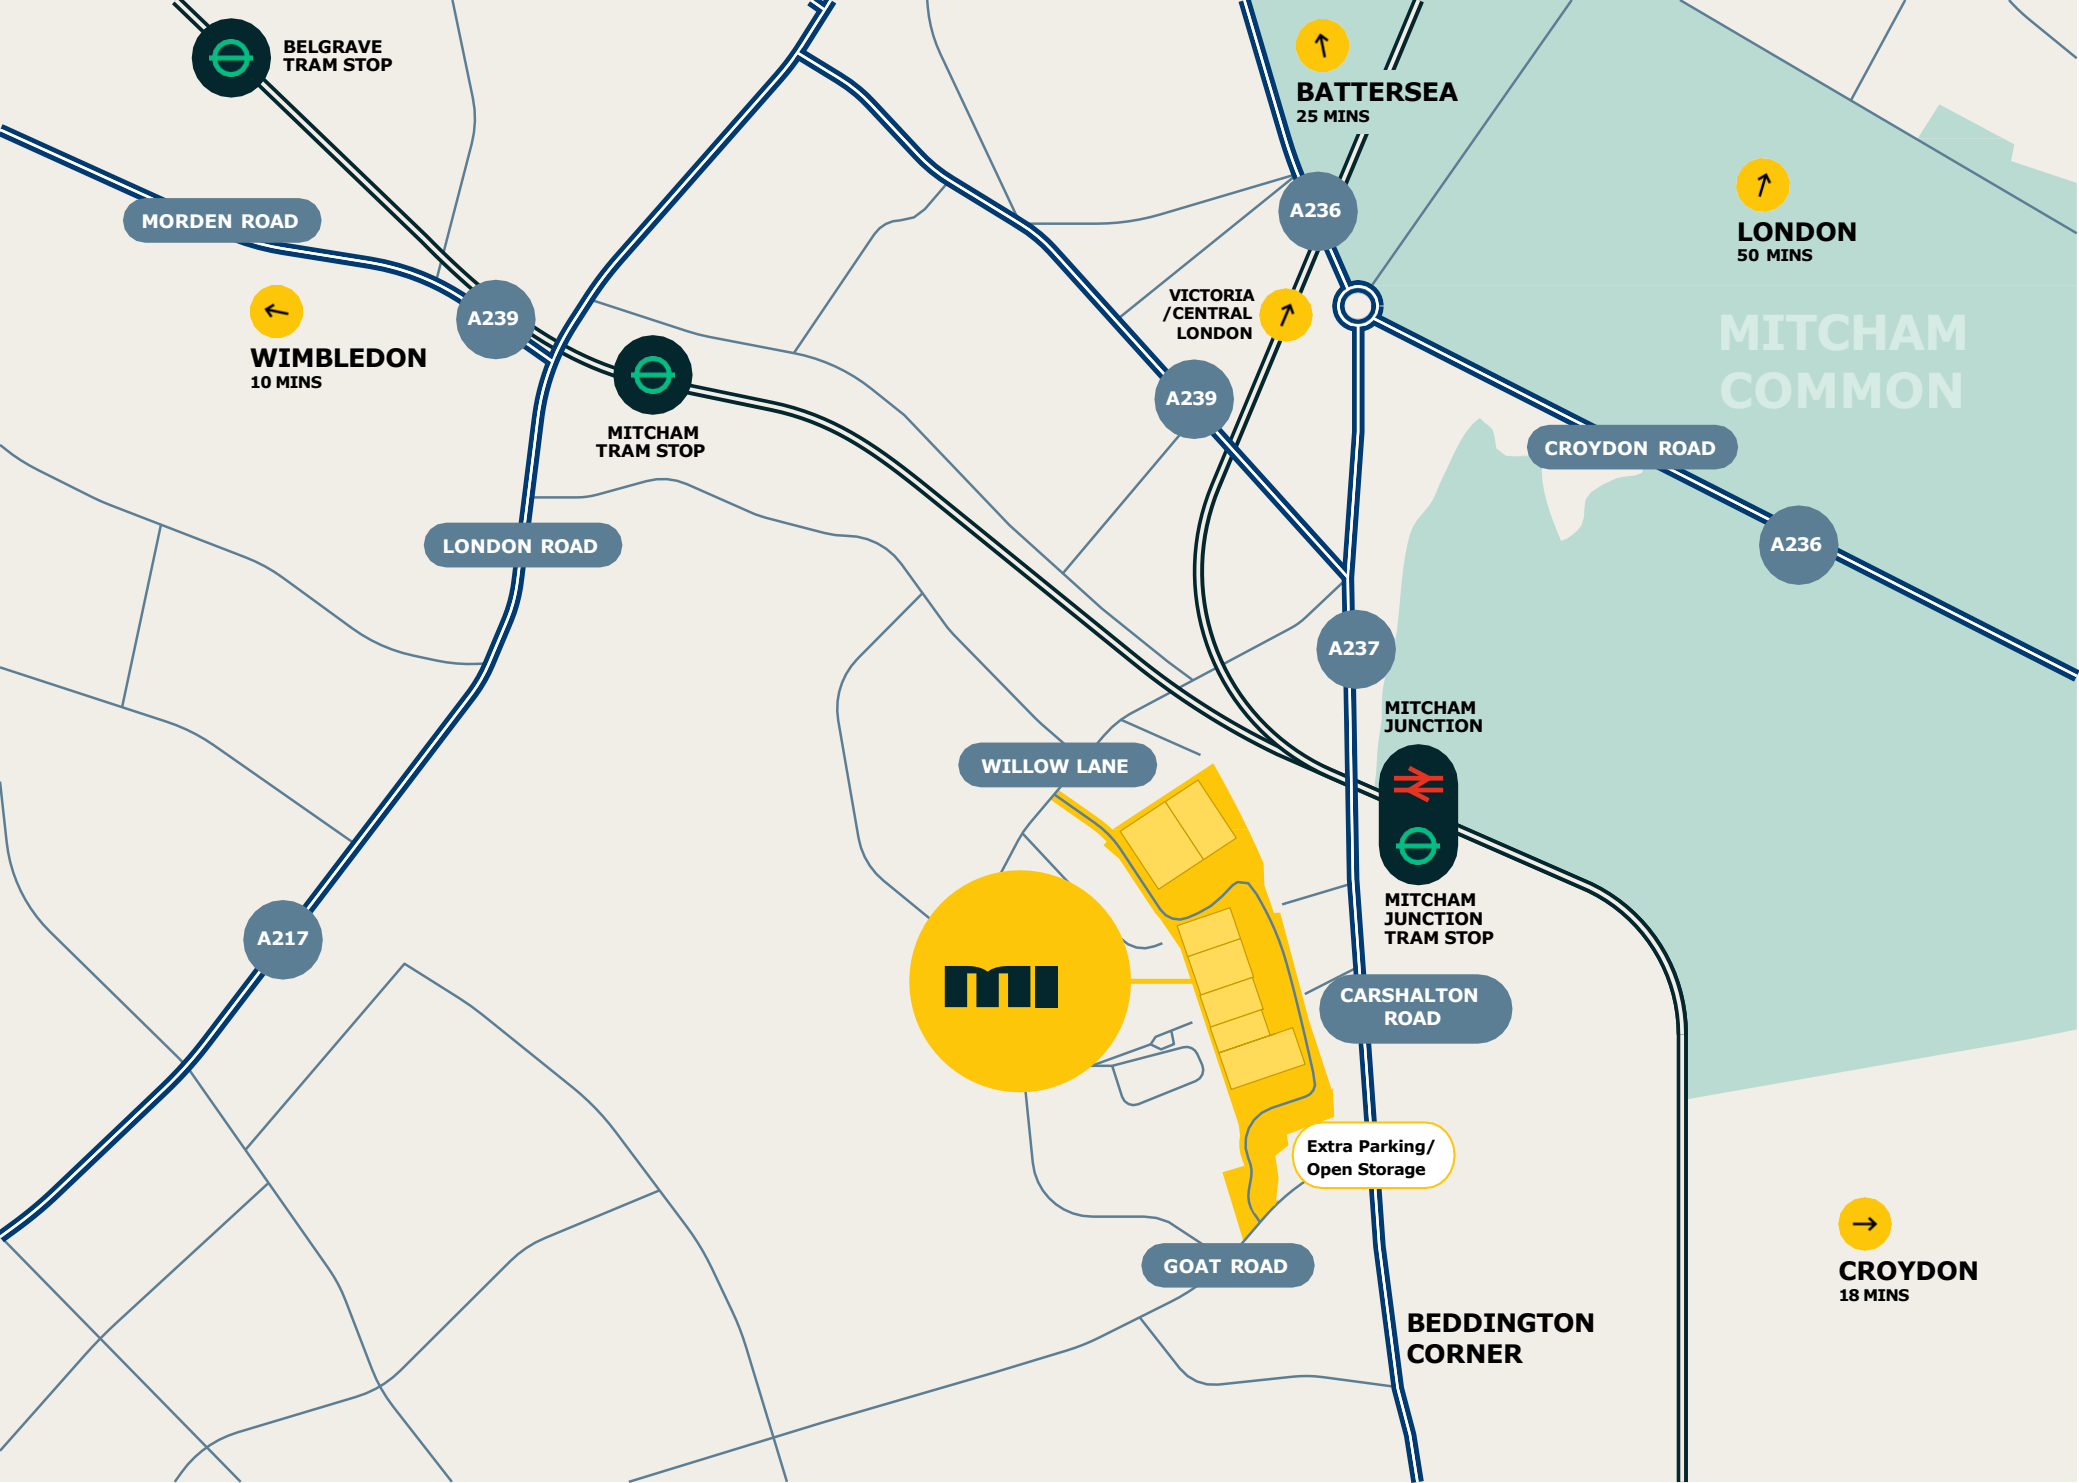 BELGRAVE
TRAM STOP
BATTERSEA
25 MINS
MORDEN ROAD
A236
LONDON
50 MINS
A239
WIMBLEDON
10 MINS
VICTORIA
/CENTRAL
LONDON
MITCHAM
COMMON
MITCHAM
TRAM STOP
A239
CROYDON ROAD
LONDON ROAD
A236
A237
MITCHAM
JUNCTION
WILLOW LANE
A217
MITCHAM
JUNCTION
TRAM STOP
MI
CARSHALTON
ROAD
Extra Parking/
Open Storage
GOAT ROAD
CROYDON
18 MINS
BEDDINGTON
CORNER